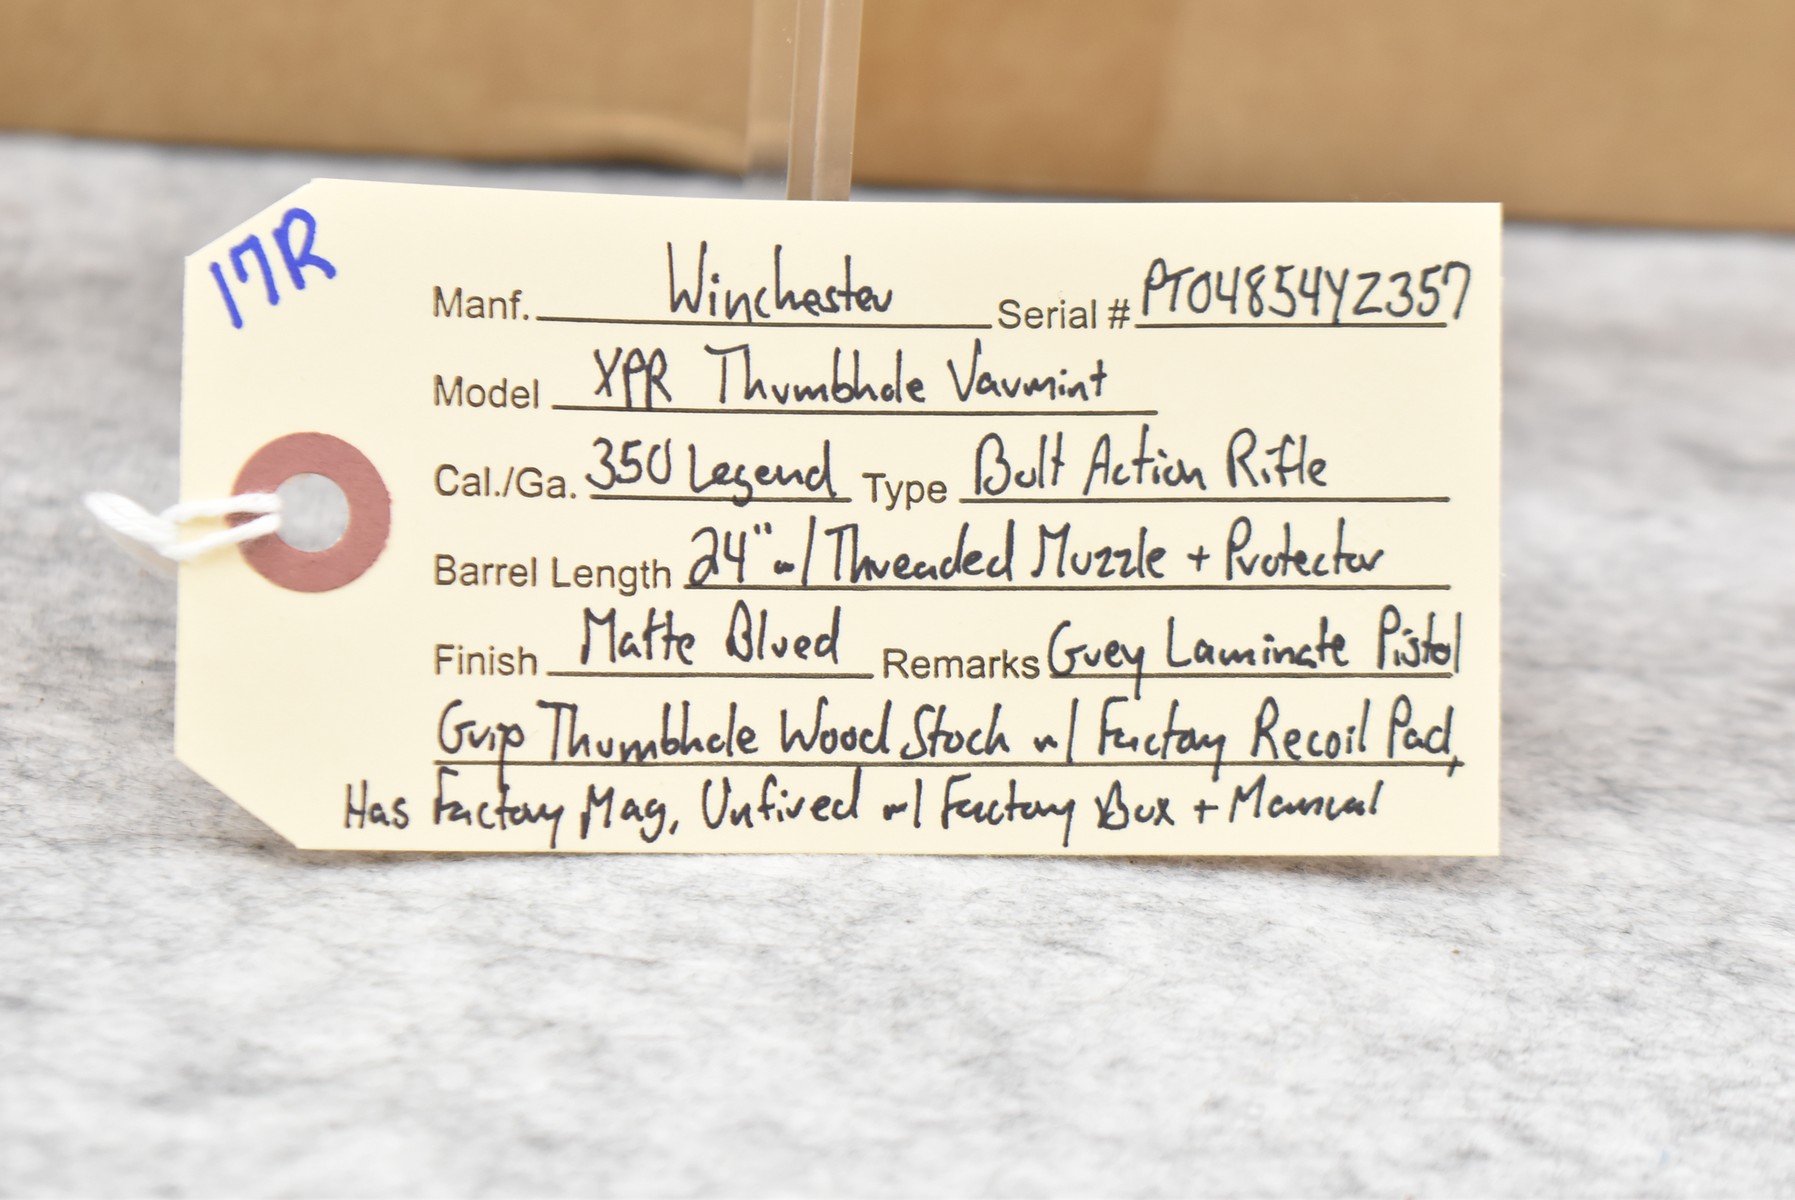 17R
Manf. Winchester Serial # PT04854YZ357
Model XPR Thumbhole Varmint
Cal./Ga. 350 Legend Type Bolt Action Rifle
Barrel Length 24" w/ Threaded Muzzle + Protector
Finish Matte Blued Remarks Grey Laminate Pistol
Grip Thumbhole Wood Stock w/ Factory Recoil Pad,
Has Factory Mag, Unfired w/ Factory Box + Manual